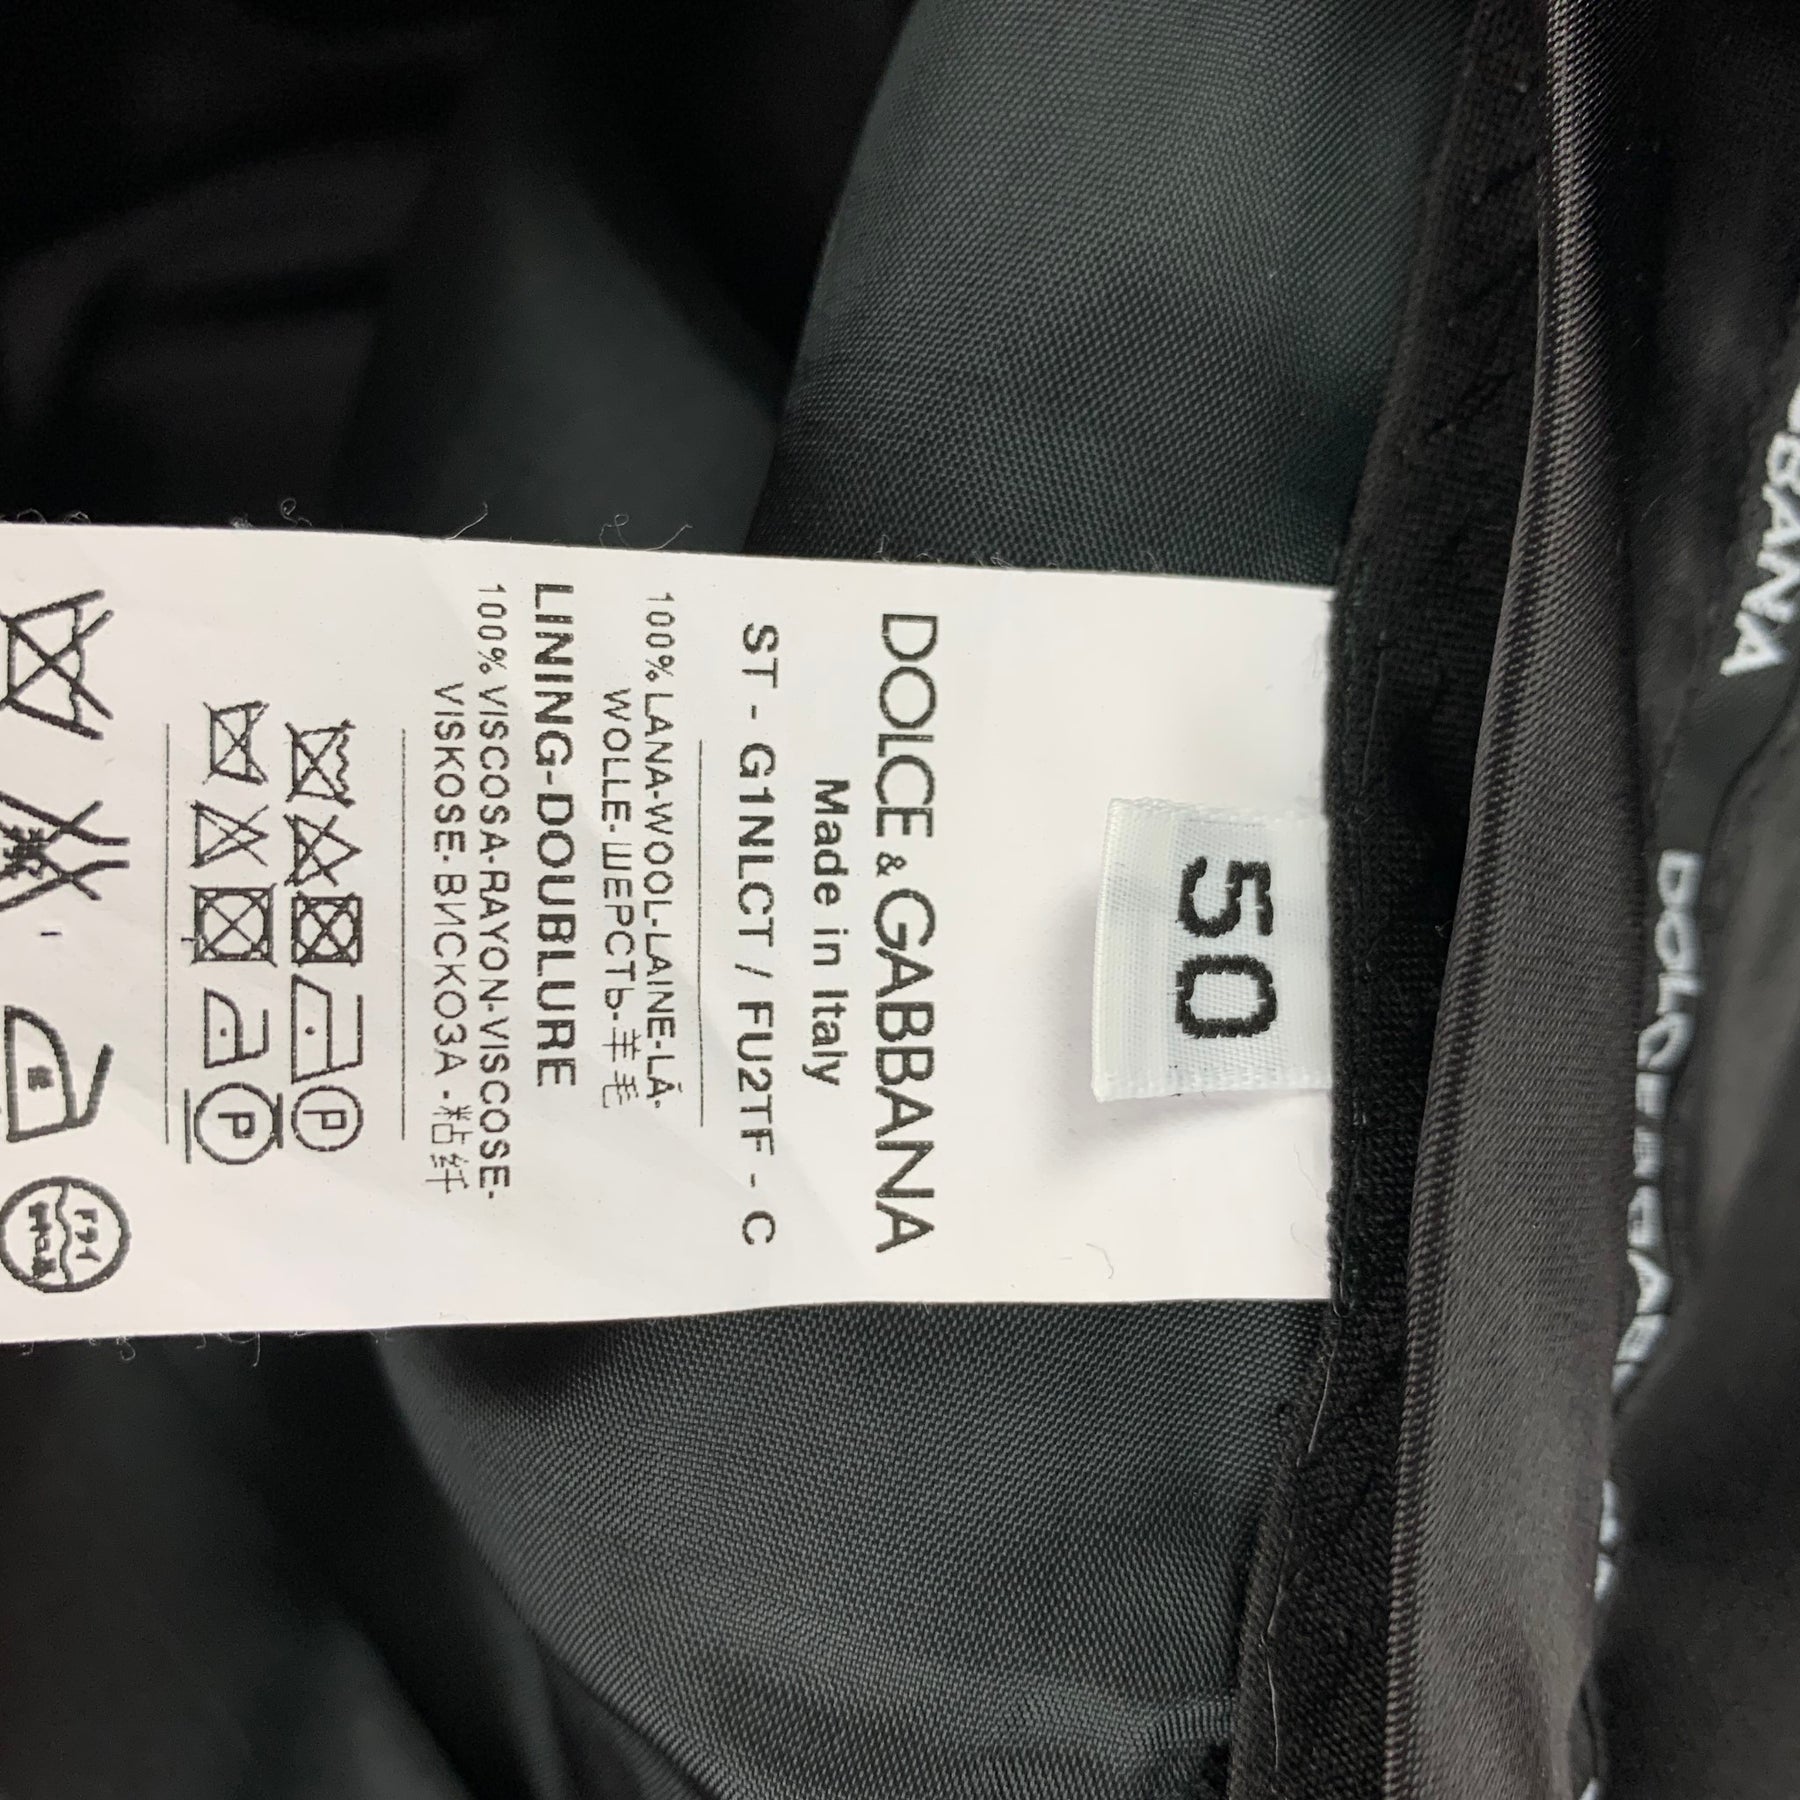 50
DOLCE & GABBANA
Made in Italy
ST - G1NLCT / FU2TF - C
100% LANA-WOOL-LAINE-LÃ-
WOLLE-ШЕРСТЬ-羊毛
LINING-DOUBLURE
100% VISCOSA-RAYON-VISCOSE-
VISKOSE-ВИСКОЗА-粘纤
P
P
BBANA
DOLCE & GABBANA